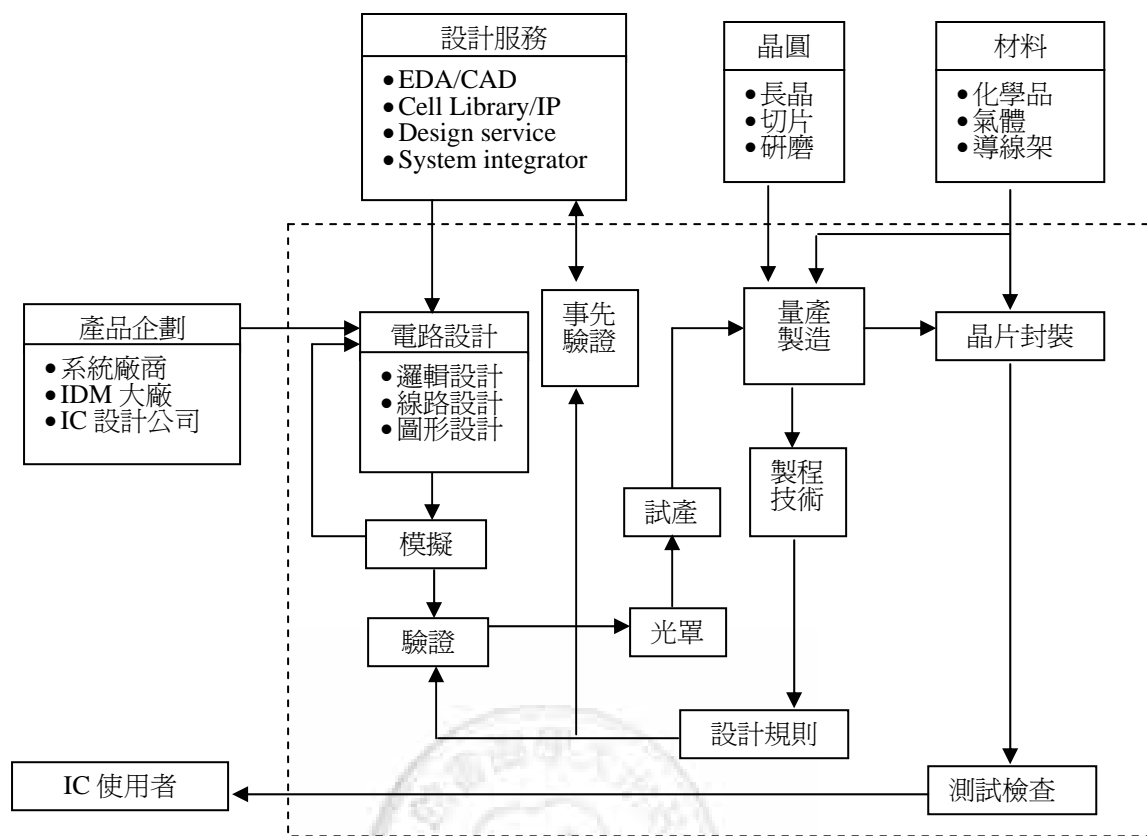 設計服務
●EDA/CAD
●Cell Library/IP
●Design service
●System integrator
晶圓
●長晶
●切片
●研磨
材料
●化學品
●氣體
●導線架
產品企劃
●系統廠商
●IDM 大廠
●IC 設計公司
電路設計
●邏輯設計
●線路設計
●圖形設計
事先
驗證
量產
製造
晶片封裝
製程
技術
試產
模擬
驗證
光罩
設計規則
IC 使用者
測試檢查